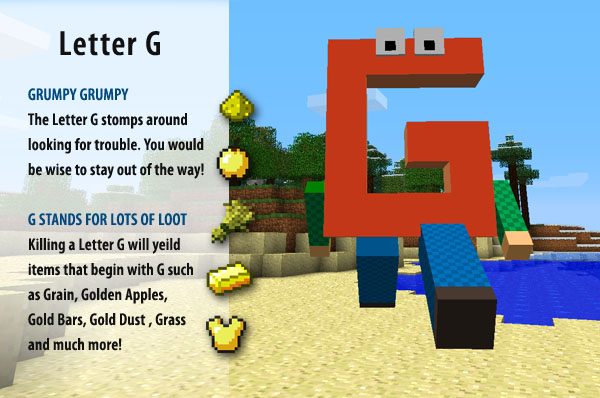 Letter G
GRUMPY GRUMPY
The Letter G stomps around
looking for trouble. You would
be wise to stay out of the way!
G STANDS FOR LOTS OF LOOT
Killing a Letter G will yeild
items that begin with G such
as Grain, Golden Apples,
Gold Bars, Gold Dust , Grass
and much more!